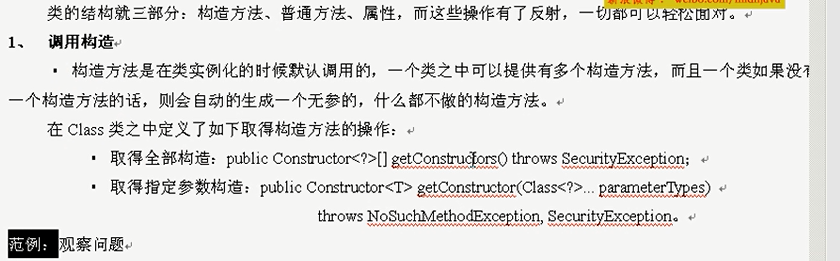 类的结构就三部分：构造方法、普通方法、属性，而这些操作有了反射，一切都可以轻松面对。
1、 调用构造
▪ 构造方法是在类实例化的时候默认调用的，一个类之中可以提供有多个构造方法，而且一个类如果没有
一个构造方法的话，则会自动的生成一个无参的，什么都不做的构造方法。
在 Class 类之中定义了如下取得构造方法的操作：
▪ 取得全部构造：public Constructor<?>[] getConstructors() throws SecurityException；
▪ 取得指定参数构造：public Constructor<T> getConstructor(Class<?>... parameterTypes)
throws NoSuchMethodException, SecurityException。
范例：观察问题